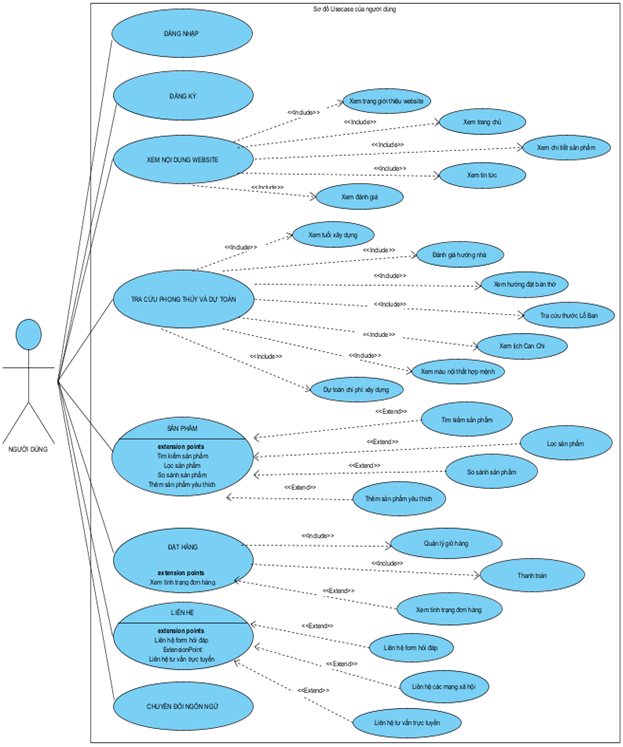 Sơ đồ Usecase của người dùng
ĐĂNG NHẬP
ĐĂNG KÝ
XEM NỘI DUNG WEBSITE
<<Include>>
Xem trang giới thiệu website
<<Include>>
Xem trang chủ
<<Include>>
Xem chi tiết sản phẩm
<<Include>>
Xem tin tức
<<Include>>
Xem đánh giá
TRA CỨU PHONG THỦY VÀ DỰ TOÁN
<<Include>>
Xem tuổi xây dựng
<<Include>>
Đánh giá hướng nhà
<<Include>>
Xem hướng đặt bàn thờ
<<Include>>
Tra cứu thước Lỗ Ban
<<Include>>
Xem lịch Can Chi
<<Include>>
Xem màu nội thất hợp mệnh
<<Include>>
Dự toán chi phí xây dựng
NGƯỜI DÙNG
SẢN PHẨM
extension points
Tìm kiếm sản phẩm
Lọc sản phẩm
So sánh sản phẩm
Thêm sản phẩm yêu thích
<<Extend>>
Tìm kiếm sản phẩm
<<Extend>>
Lọc sản phẩm
<<Extend>>
So sánh sản phẩm
<<Extend>>
Thêm sản phẩm yêu thích
ĐẶT HÀNG
extension points
Xem tình trạng đơn hàng
<<Include>>
Quản lý giỏ hàng
<<Include>>
Thanh toán
<<Extend>>
Xem tình trạng đơn hàng
LIÊN HỆ
extension points
Liên hệ form hỏi đáp
ExtensionPoint
Liên hệ tư vấn trực tuyến
<<Extend>>
Liên hệ form hỏi đáp
<<Extend>>
Liên hệ các mạng xã hội
<<Extend>>
Liên hệ tư vấn trực tuyến
CHUYỂN ĐỔI NGÔN NGỮ